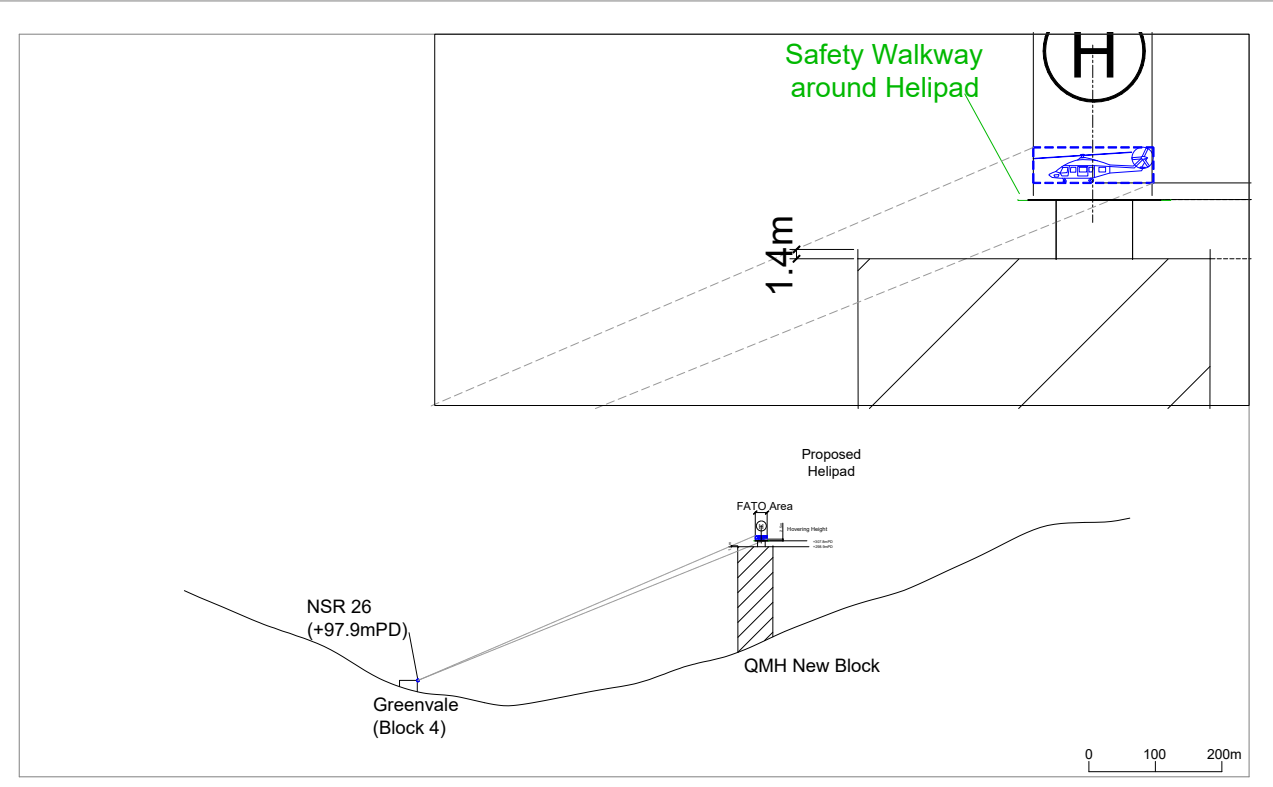 Safety Walkway
around Helipad
H
1.4m
Proposed
Helipad
FATO Area
H
Hovering Height
NSR 26
(+97.9mPD)
QMH New Block
Greenvale
(Block 4)
0 100 200m